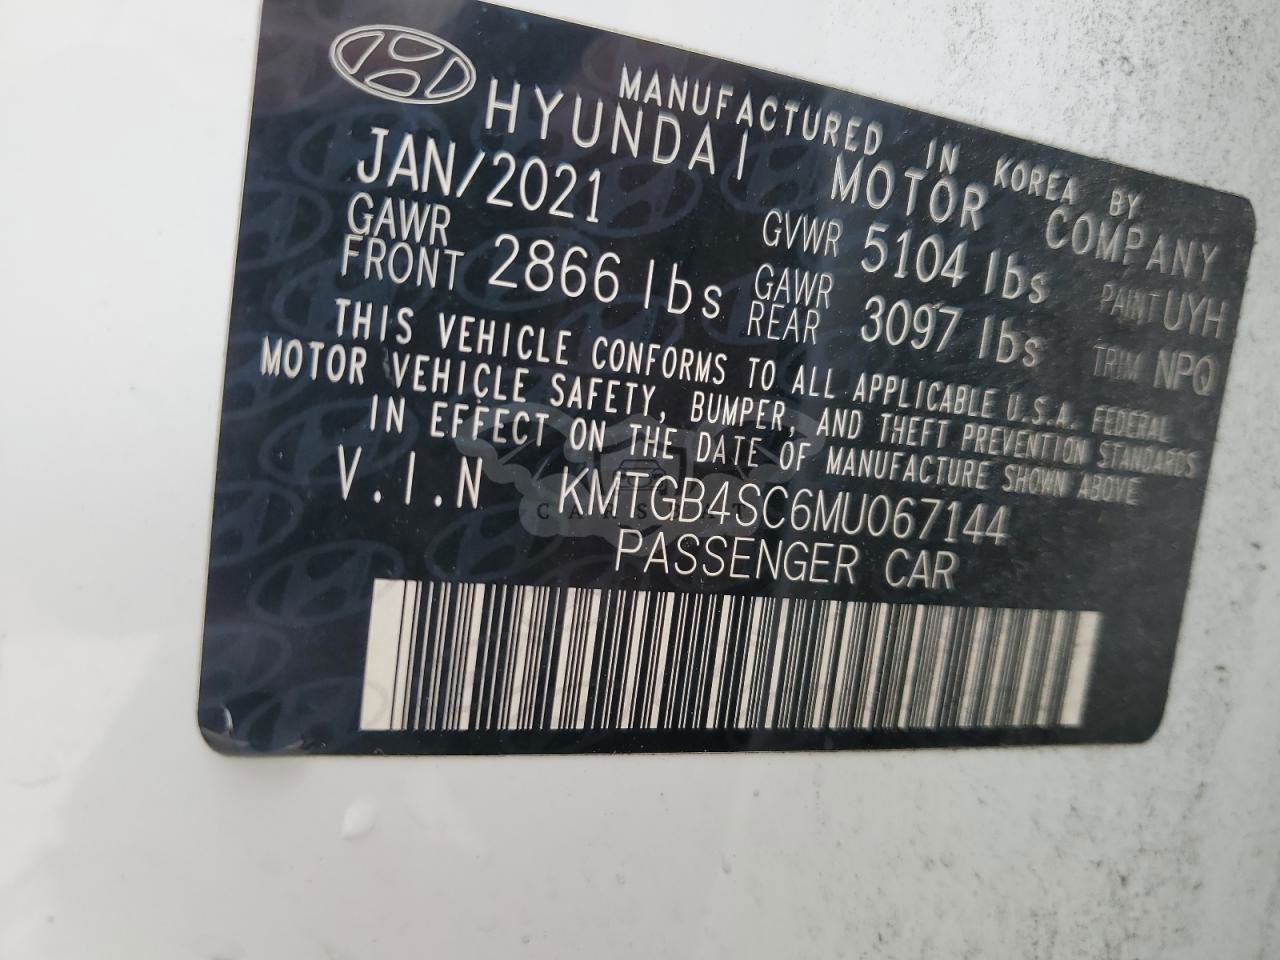 MANUFACTURED IN KOREA BY
HYUNDAI MOTOR COMPANY
JAN/2021 GVWR 5104 lbs PAINT UYH
GAWR FRONT 2866 lbs GAWR REAR 3097 lbs TRIM NPQ
THIS VEHICLE CONFORMS TO ALL APPLICABLE U.S.A. FEDERAL
MOTOR VEHICLE SAFETY, BUMPER, AND THEFT PREVENTION STANDARDS
IN EFFECT ON THE DATE OF MANUFACTURE SHOWN ABOVE
V.I.N KMTGB4SC6MU067144
PASSENGER CAR